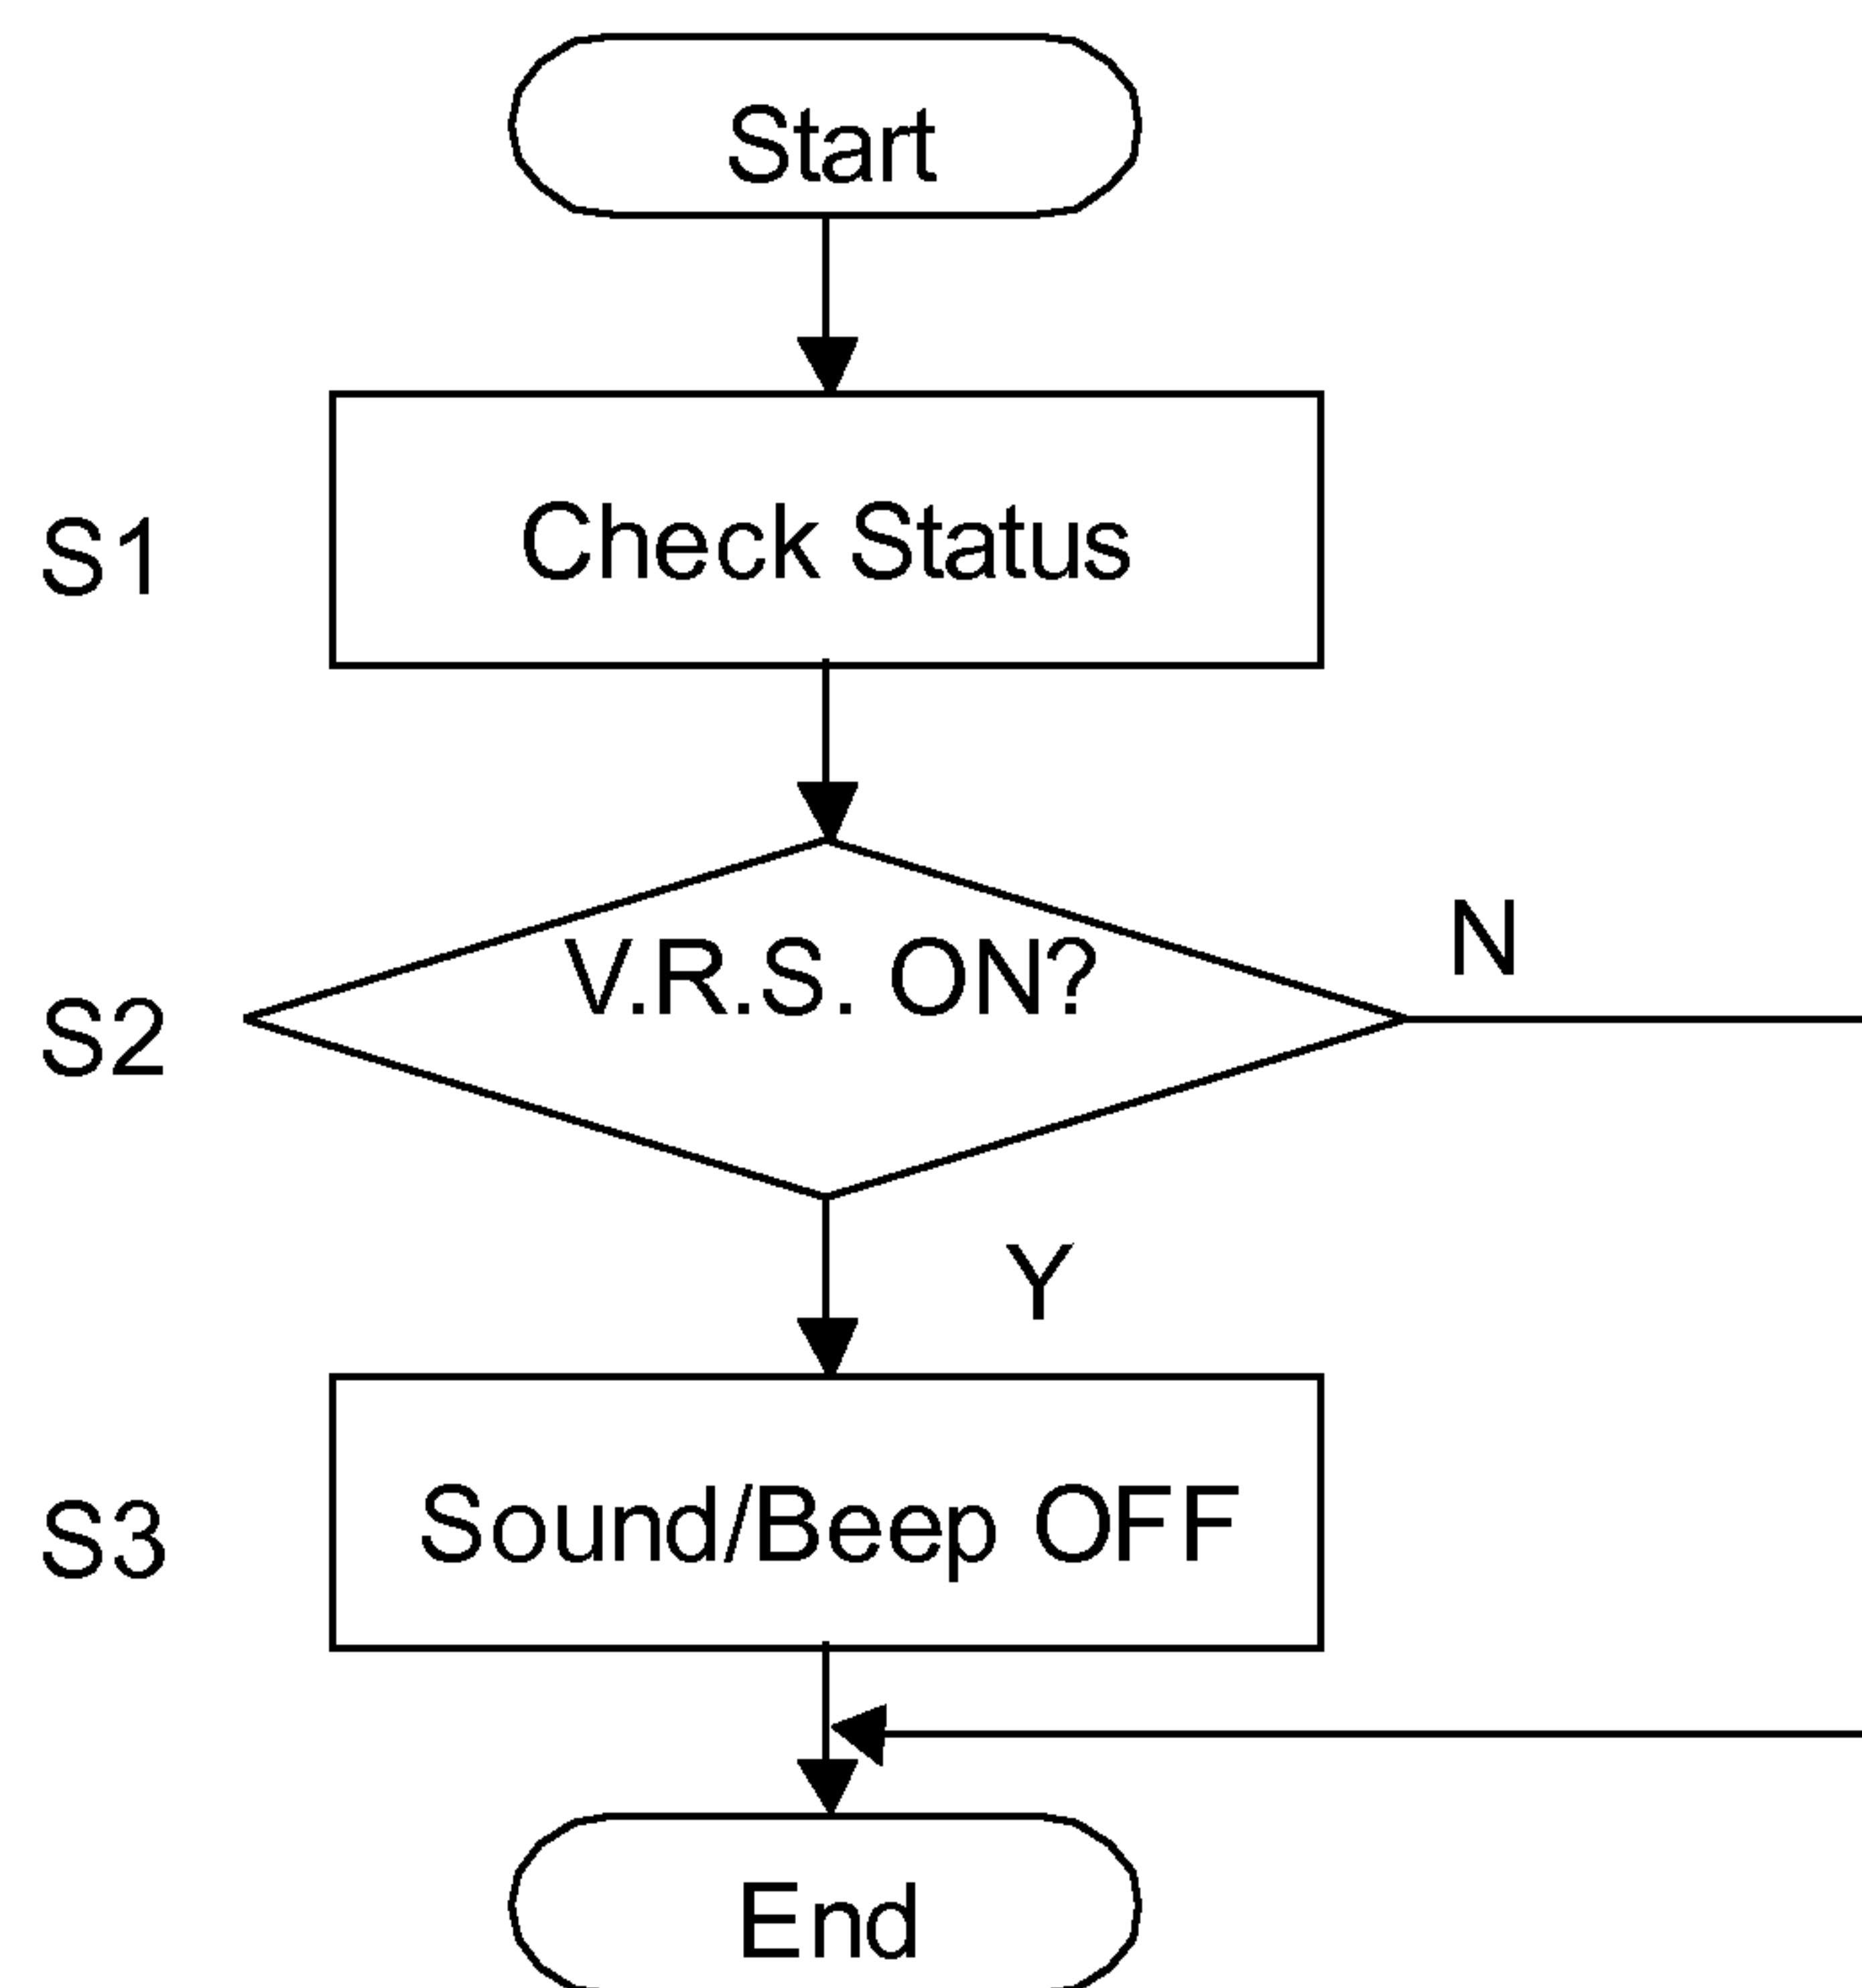 Start
S1
Check Status
S2
V.R.S. ON?
N
Y
S3
Sound/Beep OFF
End